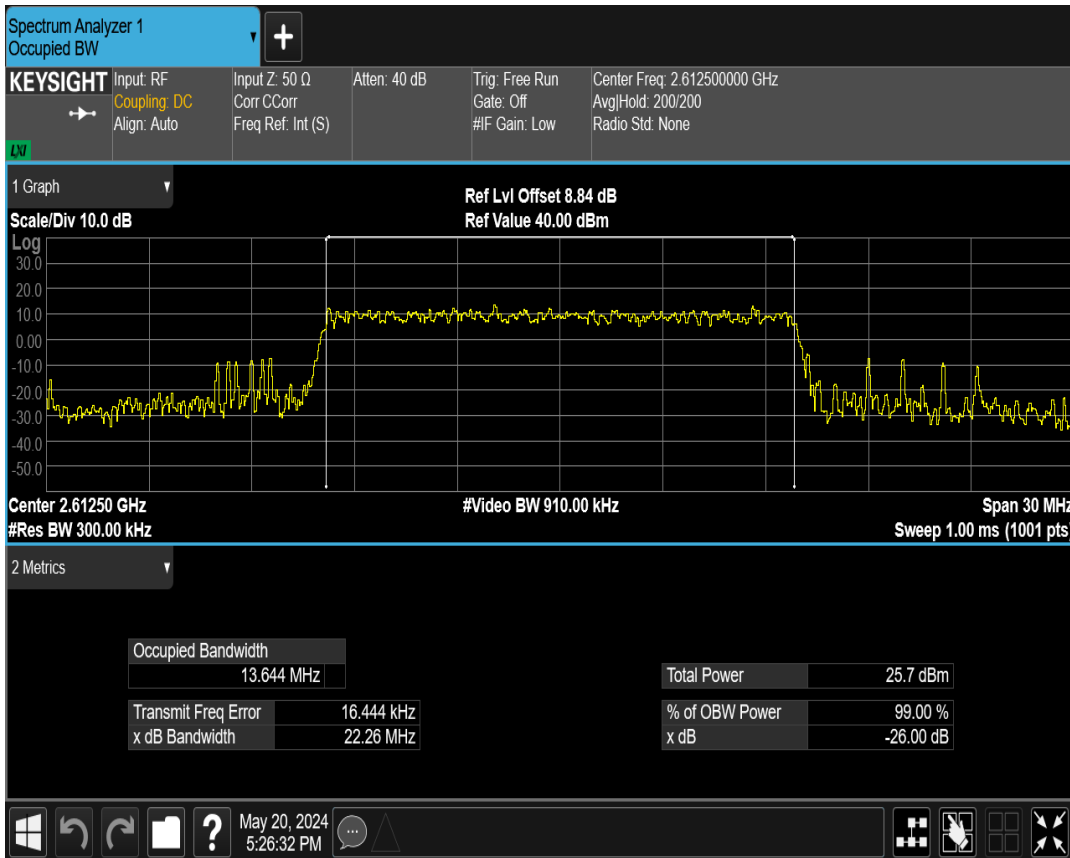 Spectrum Analyzer 1
Occupied BW
+
KEYSIGHT
LXI
Input: RF
Coupling: DC
Align: Auto
Input Z: 50 Ω
Corr CCorr
Freq Ref: Int (S)
Atten: 40 dB
Trig: Free Run
Gate: Off
#IF Gain: Low
Center Freq: 2.612500000 GHz
Avg|Hold: 200/200
Radio Std: None
1 Graph
Scale/Div 10.0 dB
Ref Lvl Offset 8.84 dB
Ref Value 40.00 dBm
Log
30.0
20.0
10.0
0.00
-10.0
-20.0
-30.0
-40.0
-50.0
Center 2.61250 GHz
#Video BW 910.00 kHz
Span 30 MHz
#Res BW 300.00 kHz
Sweep 1.00 ms (1001 pts)
2 Metrics
Occupied Bandwidth
13.644 MHz
Total Power 25.7 dBm
Transmit Freq Error 16.444 kHz
% of OBW Power 99.00 %
x dB Bandwidth 22.26 MHz
x dB -26.00 dB
?
May 20, 2024
5:26:32 PM